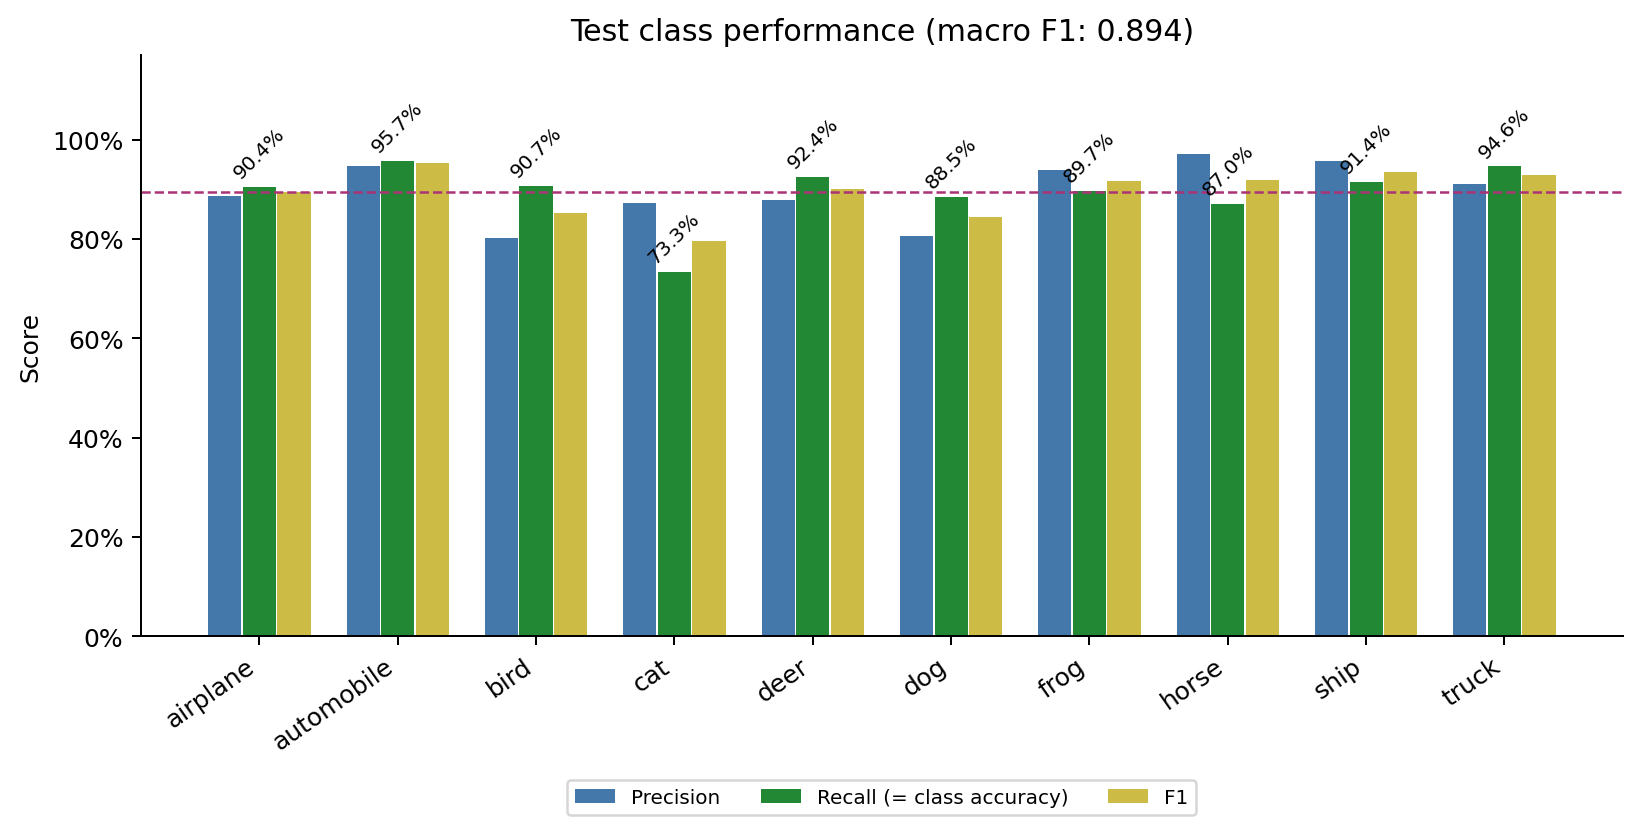 Test class performance (macro F1: 0.894)
Score
100%
80%
60%
40%
20%
0%
90.4%
95.7%
90.7%
73.3%
92.4%
88.5%
89.7%
87.0%
91.4%
94.6%
airplane
automobile
bird
cat
deer
dog
frog
horse
ship
truck
Precision
Recall (= class accuracy)
F1